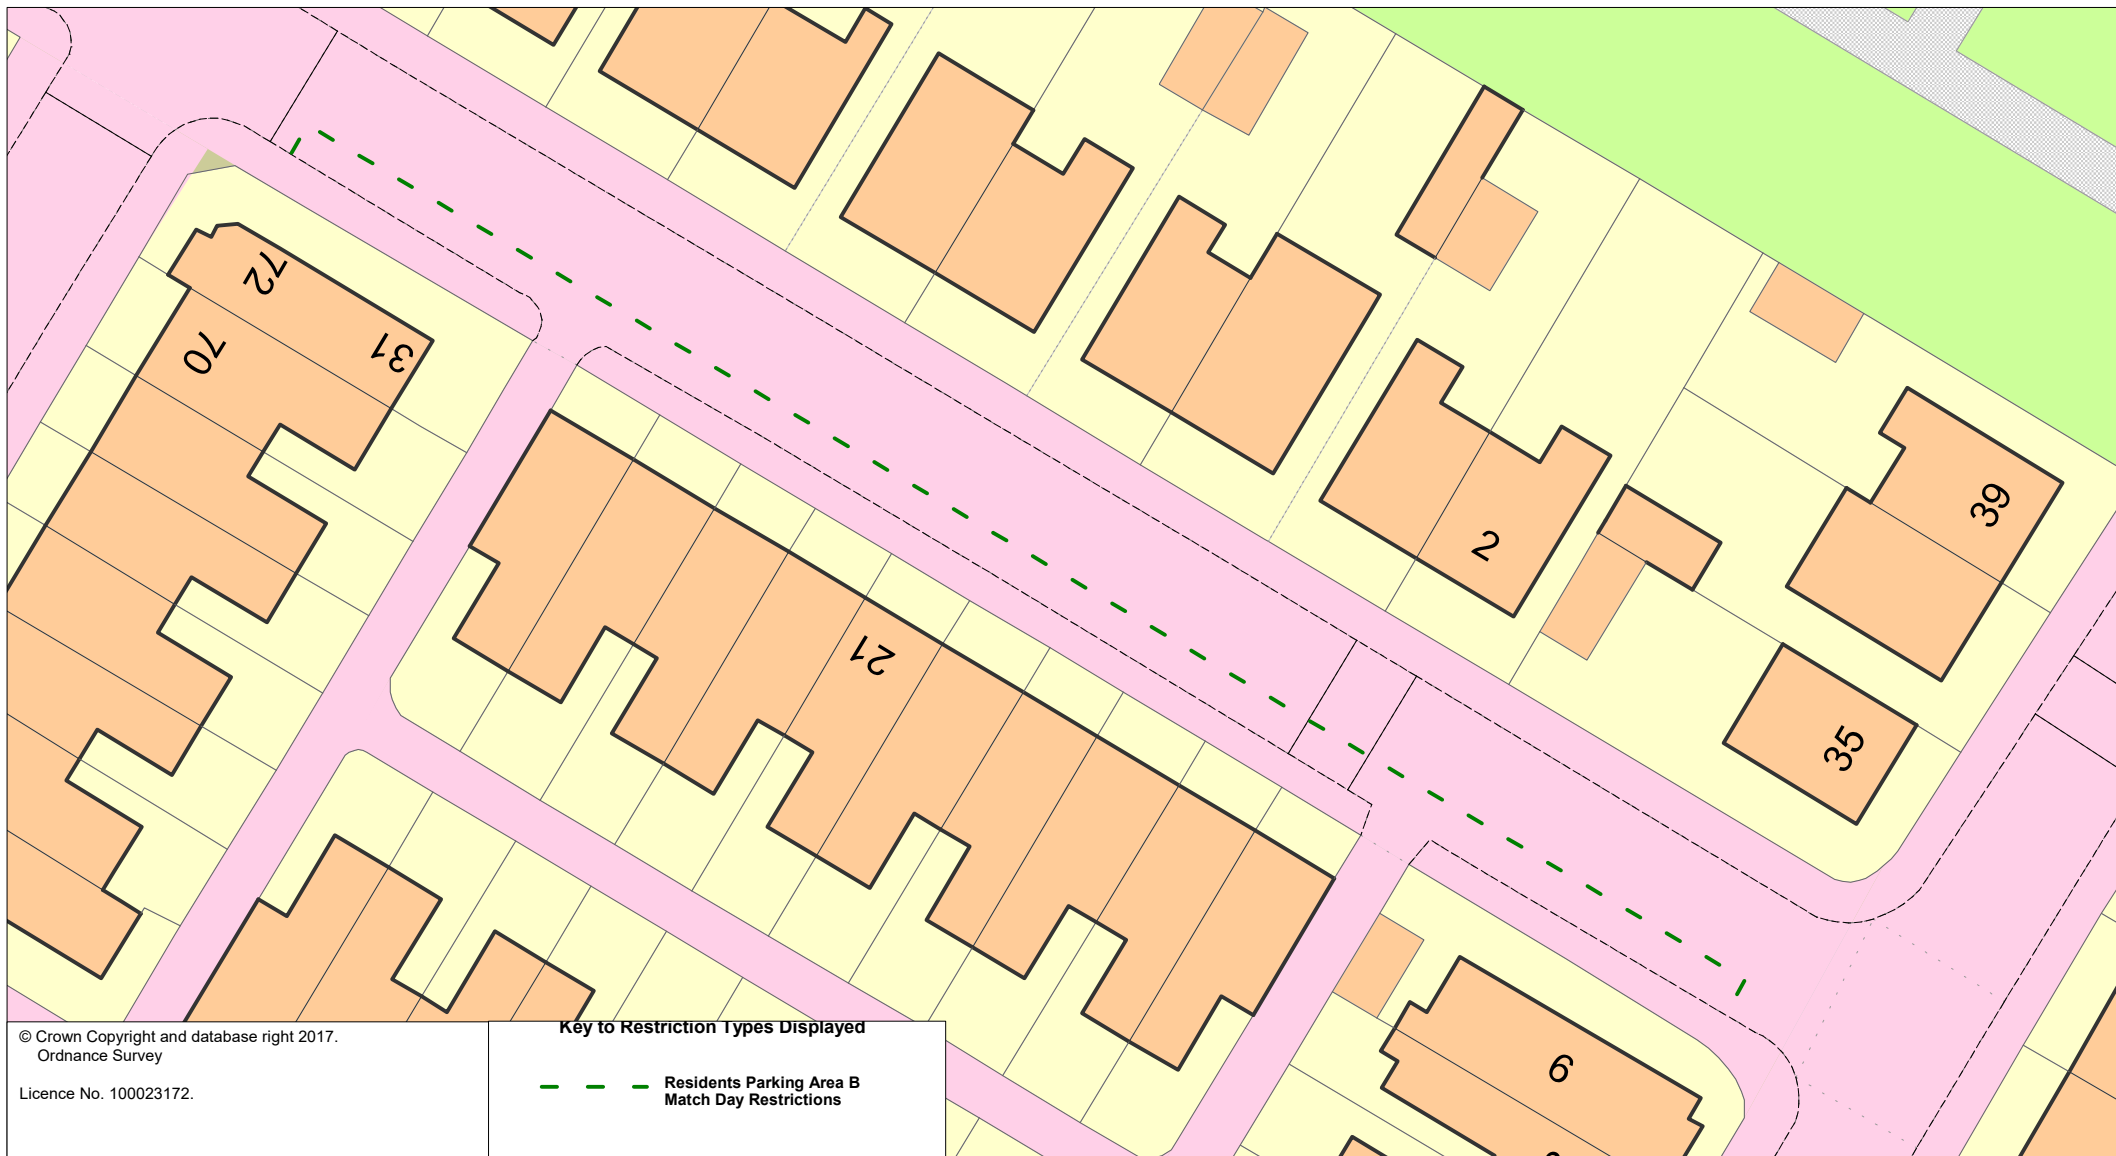 72
70
31
21
2
39
35
6
© Crown Copyright and database right 2017.
Ordnance Survey
Licence No. 100023172.
Key to Restriction Types Displayed
Residents Parking Area B
Match Day Restrictions